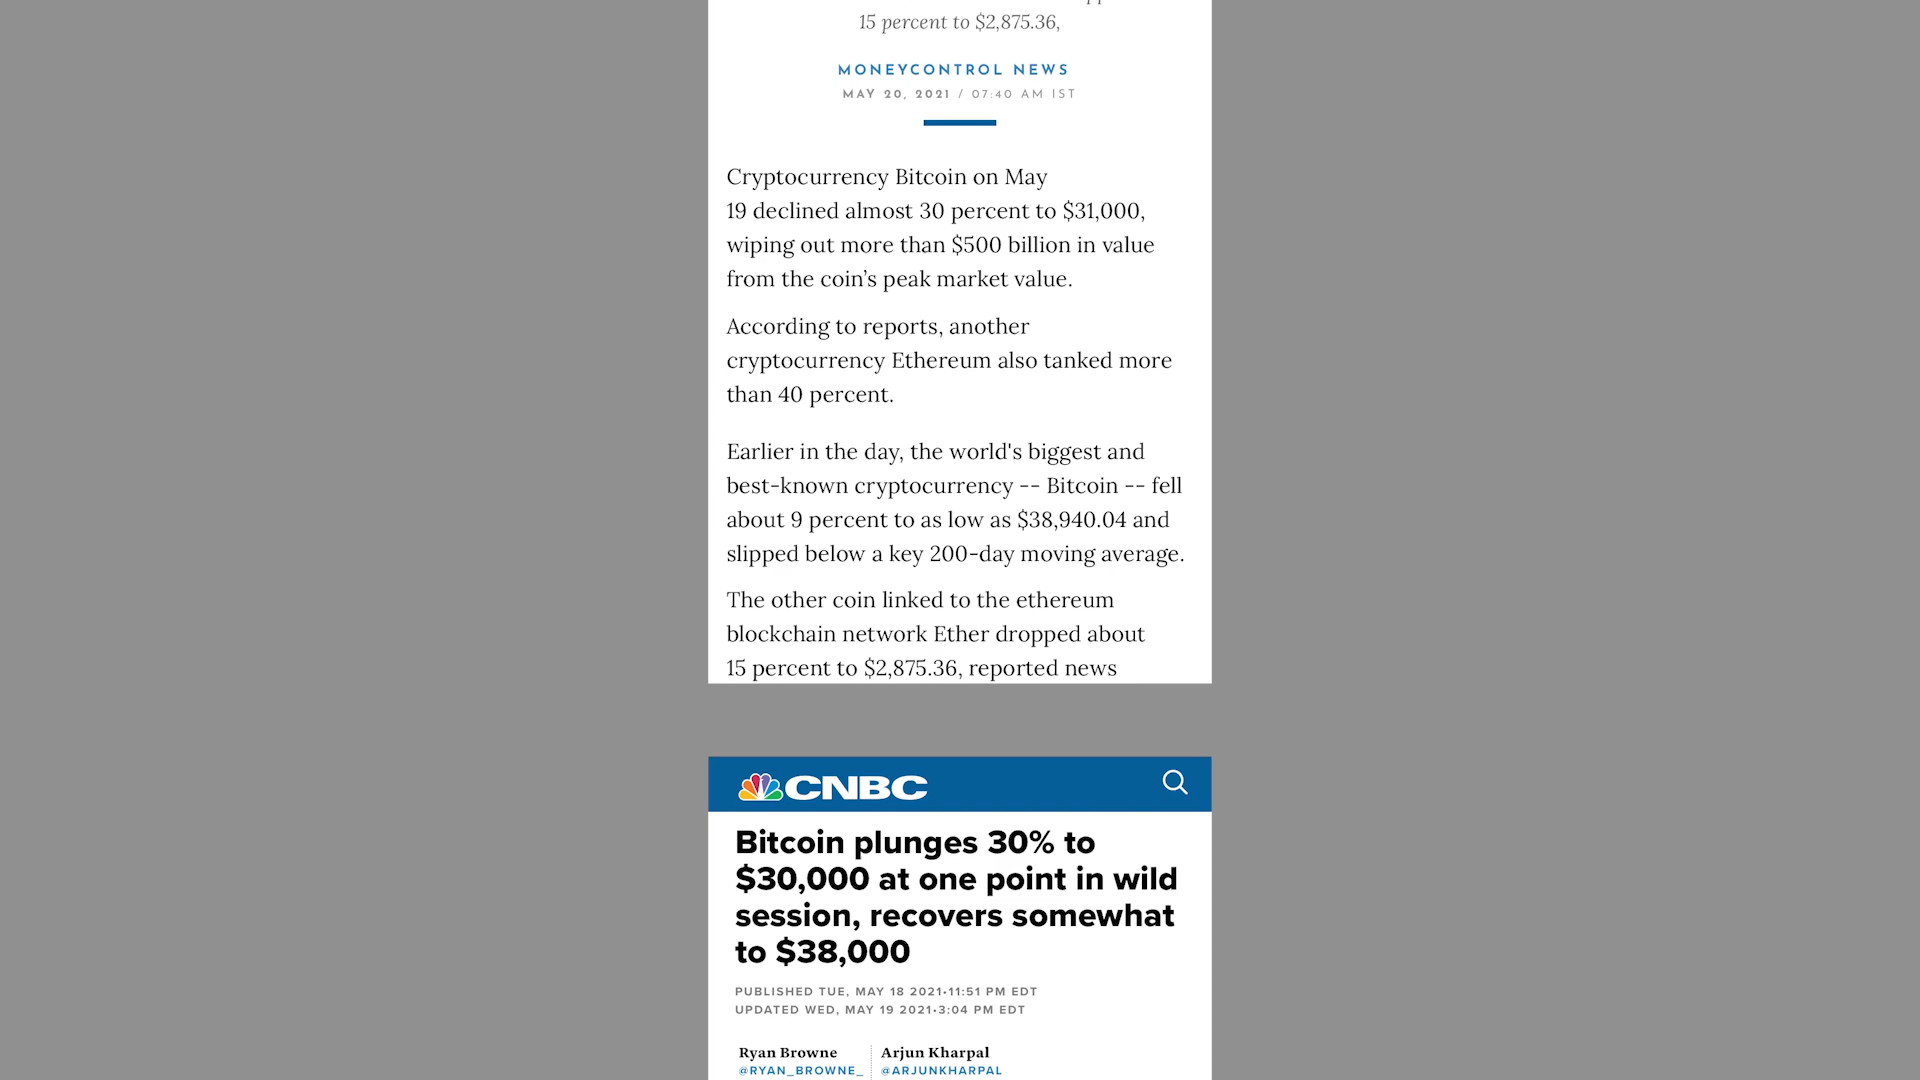 15 percent to $2,875.36,
MONEYCONTROL NEWS
MAY 20, 2021 / 07:40 AM IST
Cryptocurrency Bitcoin on May
19 declined almost 30 percent to $31,000,
wiping out more than $500 billion in value
from the coin’s peak market value.
According to reports, another
cryptocurrency Ethereum also tanked more
than 40 percent.
Earlier in the day, the world's biggest and
best-known cryptocurrency -- Bitcoin -- fell
about 9 percent to as low as $38,940.04 and
slipped below a key 200-day moving average.
The other coin linked to the ethereum
blockchain network Ether dropped about
15 percent to $2,875.36, reported news
CNBC
Bitcoin plunges 30% to
$30,000 at one point in wild
session, recovers somewhat
to $38,000
PUBLISHED TUE, MAY 18 2021•11:51 PM EDT
UPDATED WED, MAY 19 2021•3:04 PM EDT
Ryan Browne Arjun Kharpal
@RYAN_BROWNE_ @ARJUNKHARPAL